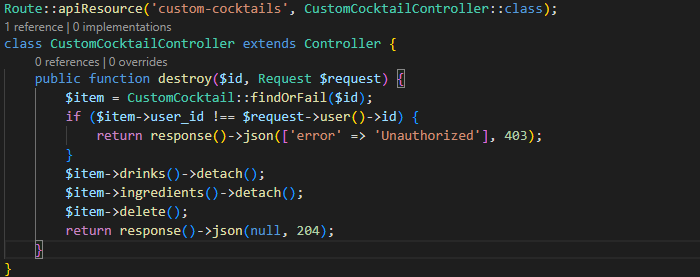 Route::apiResource('custom-cocktails', CustomCocktailController::class);
1 reference | 0 implementations
class CustomCocktailController extends Controller {
0 references | 0 overrides
public function destroy($id, Request $request) {
$item = CustomCocktail::findOrFail($id);
if ($item->user_id !== $request->user()->id) {
return response()->json(['error' => 'Unauthorized'], 403);
}
$item->drinks()->detach();
$item->ingredients()->detach();
$item->delete();
return response()->json(null, 204);
}
}